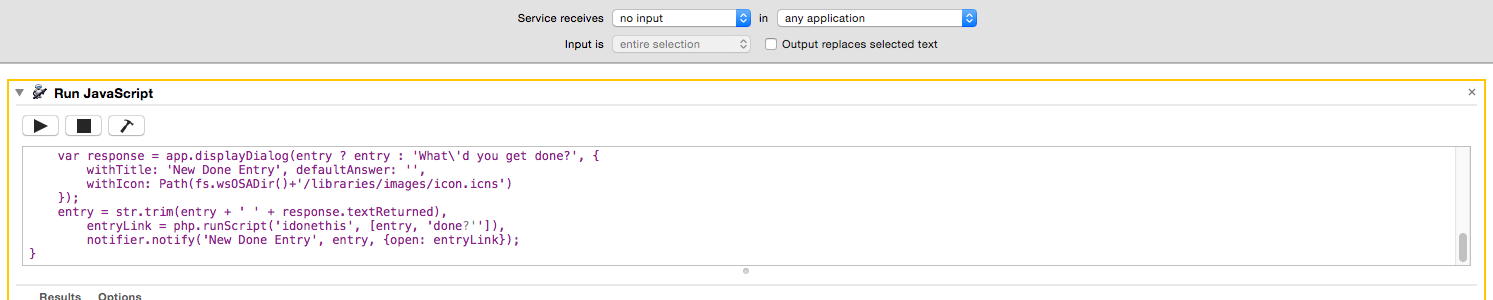 Service receives no input in any application
Input is entire selection Output replaces selected text
Run JavaScript
var response = app.displayDialog(entry ? entry : 'What\'d you get done?', {
withTitle: 'New Done Entry', defaultAnswer: '',
withIcon: Path(fs.wsOSADir()+'/libraries/images/icon.icns')
});
entry = str.trim(entry + ' ' + response.textReturned),
entryLink = php.runScript('idonethis', [entry, 'done?'']),
notifier.notify('New Done Entry', entry, {open: entryLink});
}
Results Options